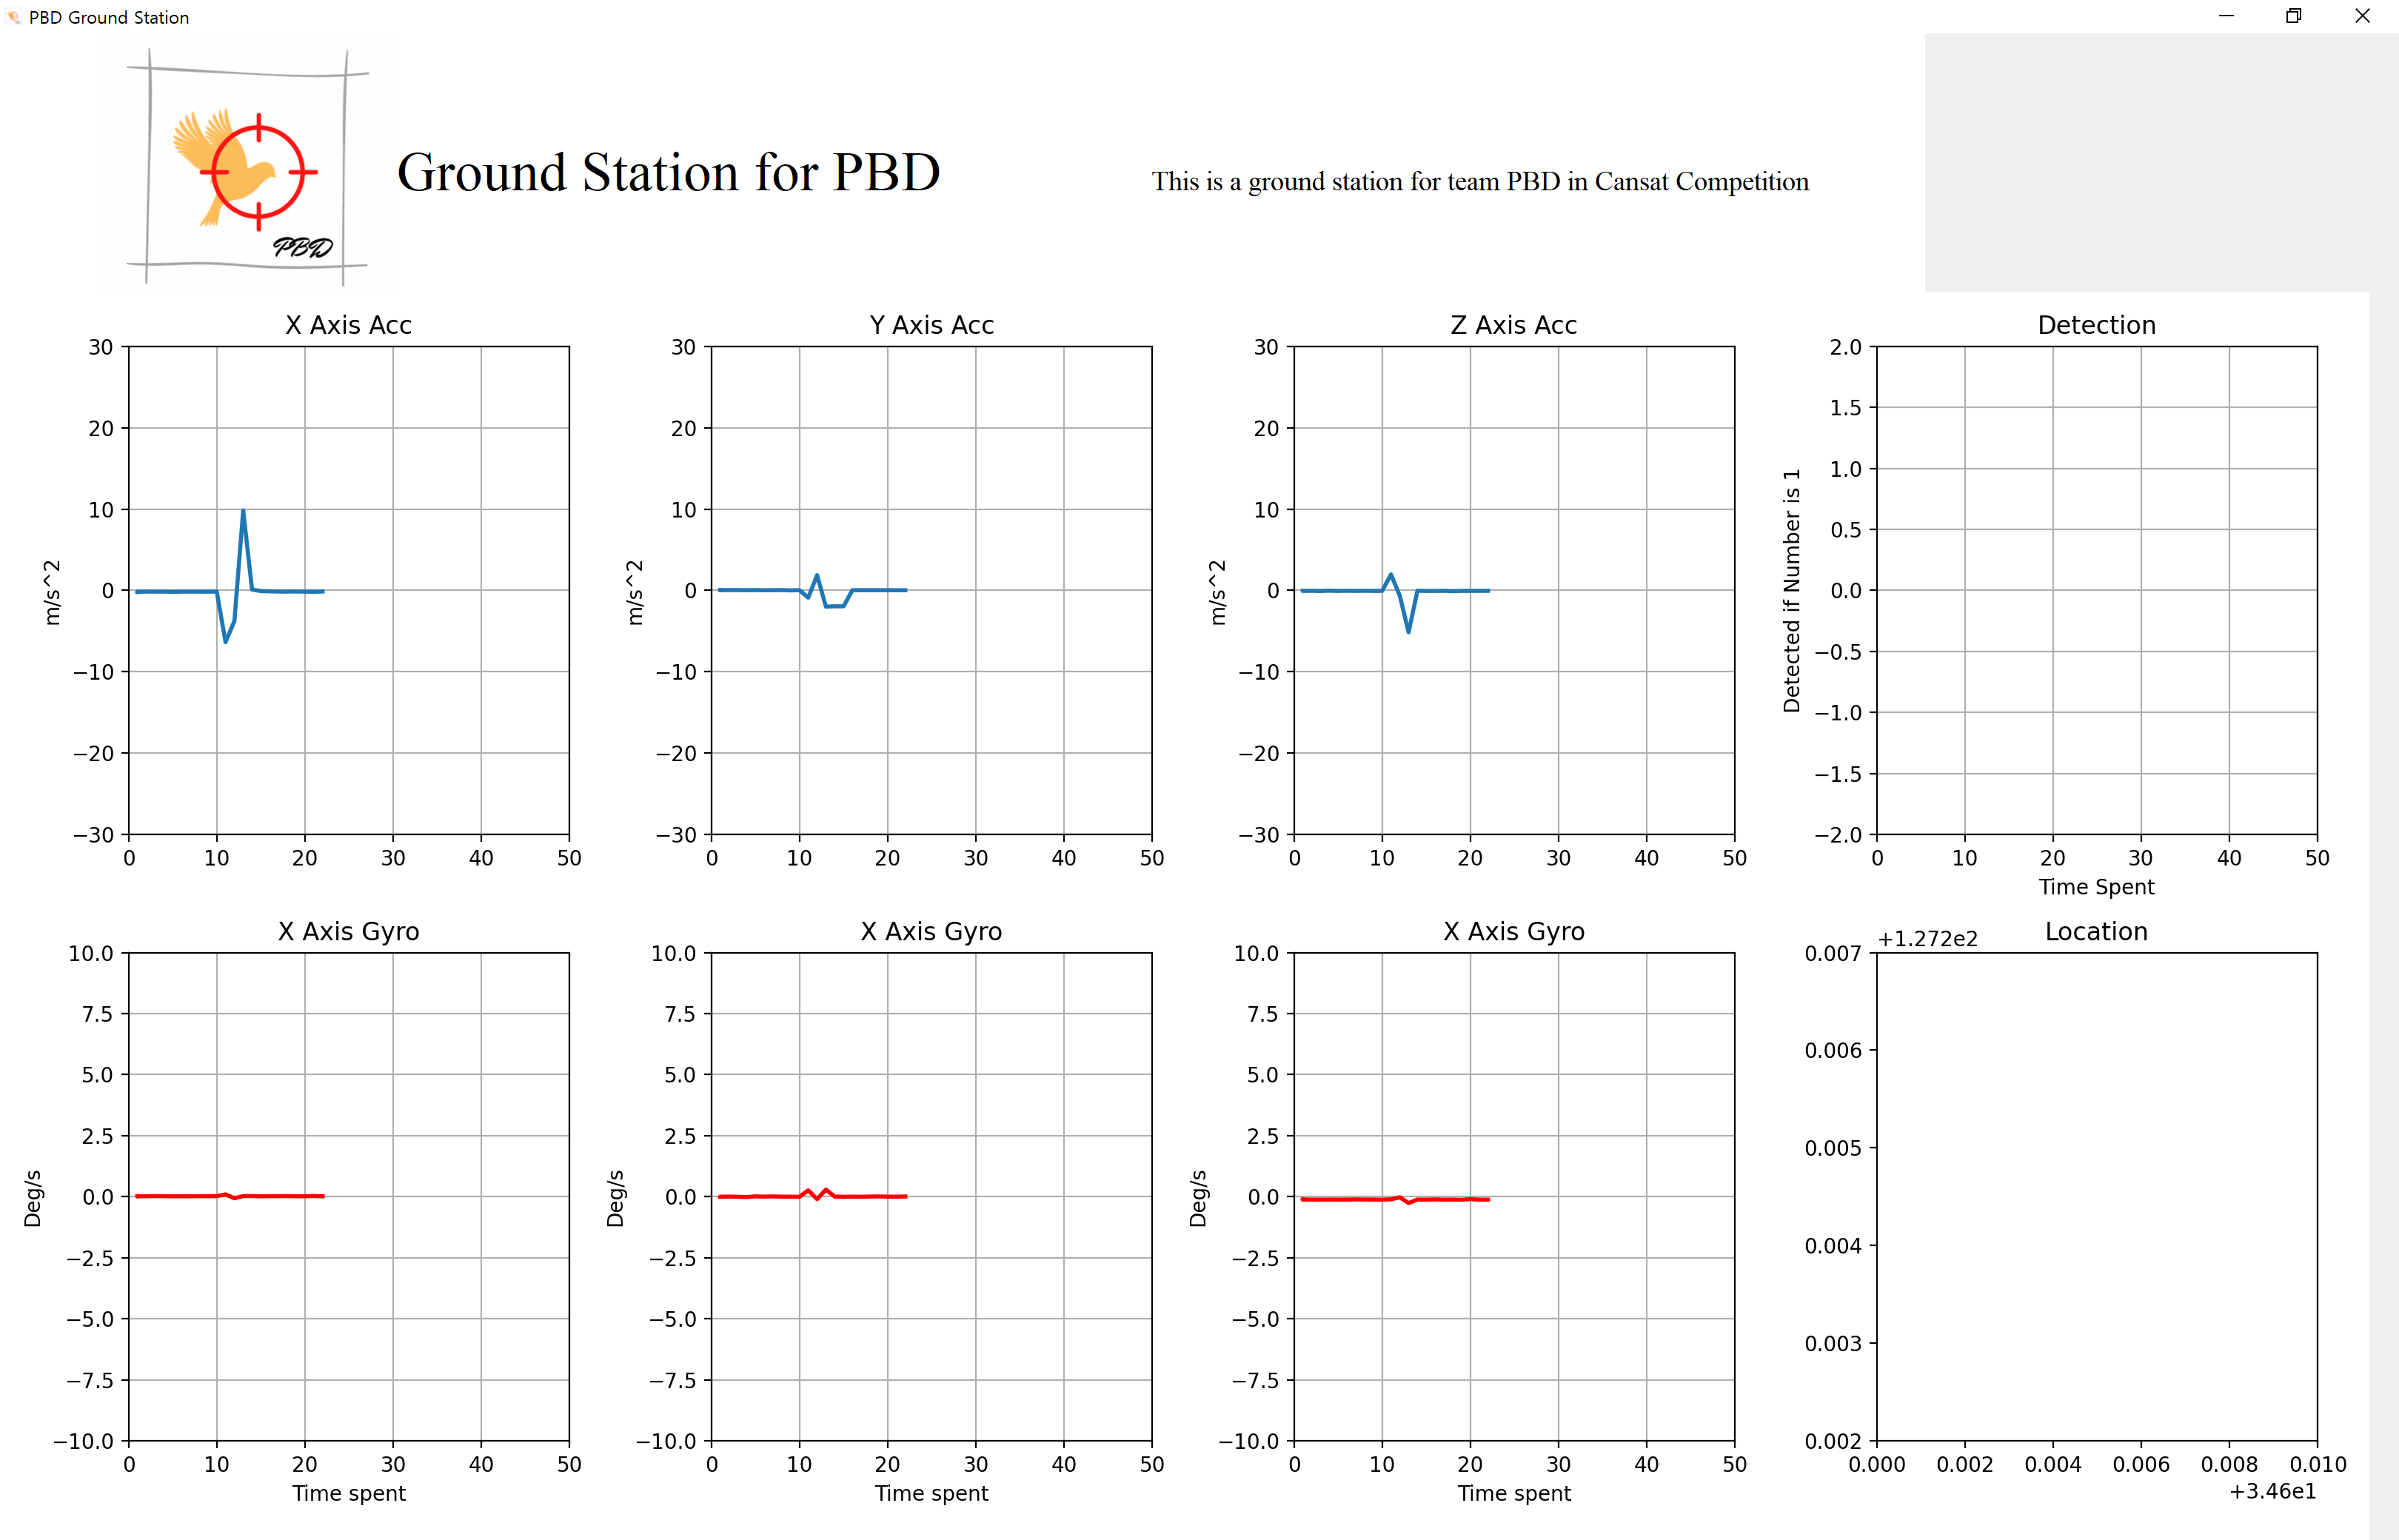 PBD Ground Station
PBD
Ground Station for PBD
This is a ground station for team PBD in Cansat Competition
X Axis Acc
30
20
10
0
−10
−20
−30
m/s^2
0 10 20 30 40 50
Y Axis Acc
30
20
10
0
−10
−20
−30
m/s^2
0 10 20 30 40 50
Z Axis Acc
30
20
10
0
−10
−20
−30
m/s^2
0 10 20 30 40 50
Detection
2.0
1.5
1.0
0.5
0.0
−0.5
−1.0
−1.5
−2.0
Detected if Number is 1
0 10 20 30 40 50
Time Spent
X Axis Gyro
10.0
7.5
5.0
2.5
0.0
−2.5
−5.0
−7.5
−10.0
Deg/s
0 10 20 30 40 50
Time spent
X Axis Gyro
10.0
7.5
5.0
2.5
0.0
−2.5
−5.0
−7.5
−10.0
Deg/s
0 10 20 30 40 50
Time spent
X Axis Gyro
10.0
7.5
5.0
2.5
0.0
−2.5
−5.0
−7.5
−10.0
Deg/s
0 10 20 30 40 50
Time spent
Location
+1.272e2
0.007
0.006
0.005
0.004
0.003
0.002
0.000 0.002 0.004 0.006 0.008 0.010
+3.46e1